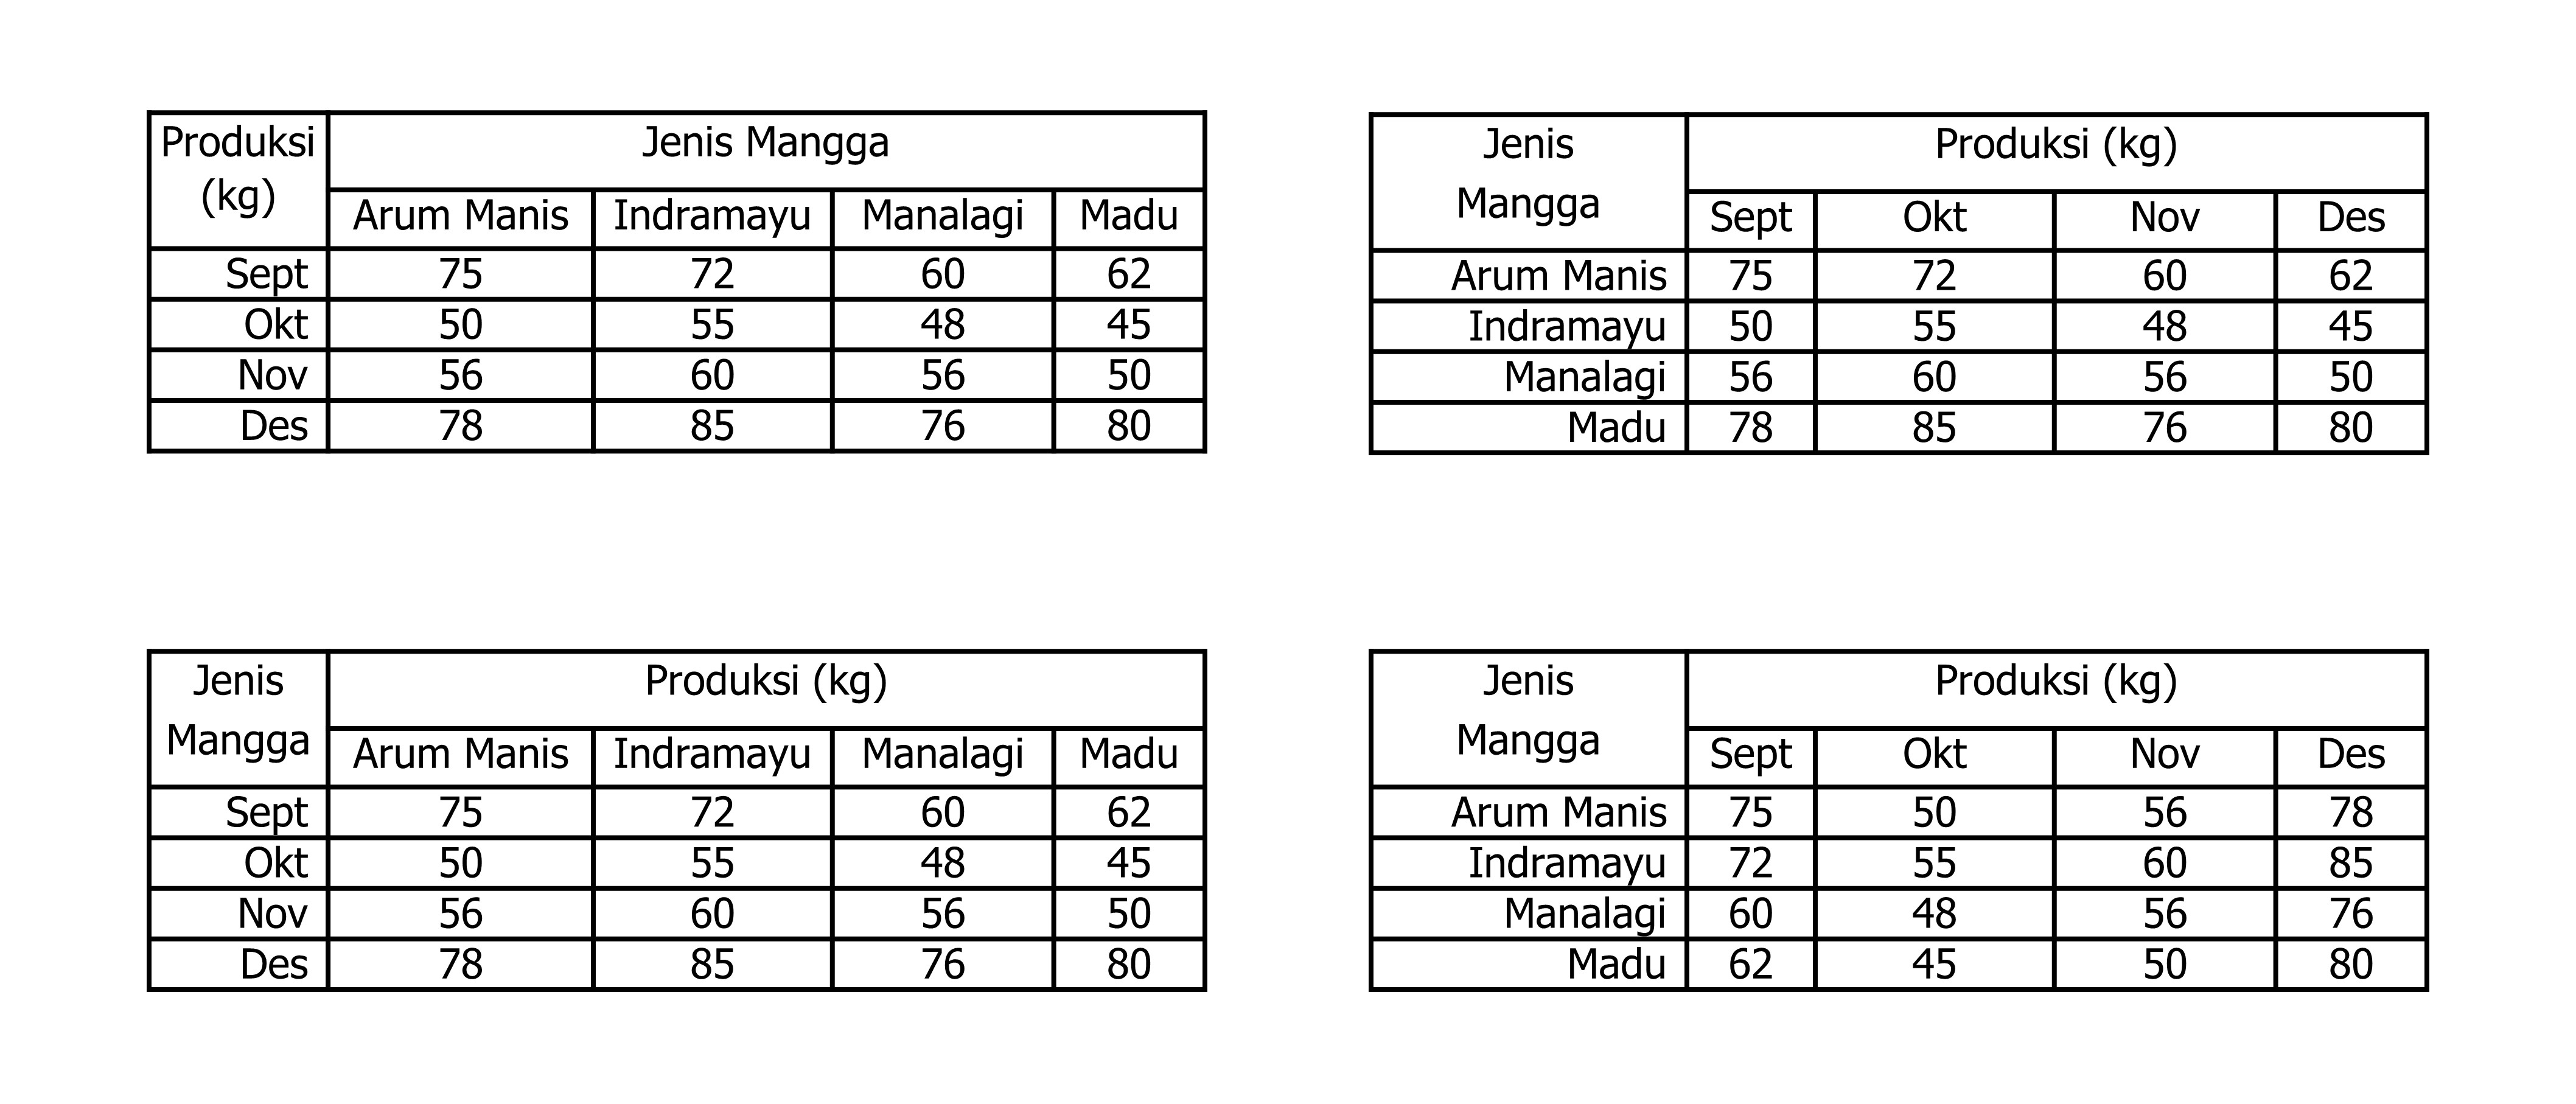 Produksi (kg) Jenis Mangga
Arum Manis Indramayu Manalagi Madu
Sept 75 72 60 62
Okt 50 55 48 45
Nov 56 60 56 50
Des 78 85 76 80
Jenis Mangga Produksi (kg)
Sept Okt Nov Des
Arum Manis 75 72 60 62
Indramayu 50 55 48 45
Manalagi 56 60 56 50
Madu 78 85 76 80
Jenis Mangga Produksi (kg)
Arum Manis Indramayu Manalagi Madu
Sept 75 72 60 62
Okt 50 55 48 45
Nov 56 60 56 50
Des 78 85 76 80
Jenis Mangga Produksi (kg)
Sept Okt Nov Des
Arum Manis 75 50 56 78
Indramayu 72 55 60 85
Manalagi 60 48 56 76
Madu 62 45 50 80